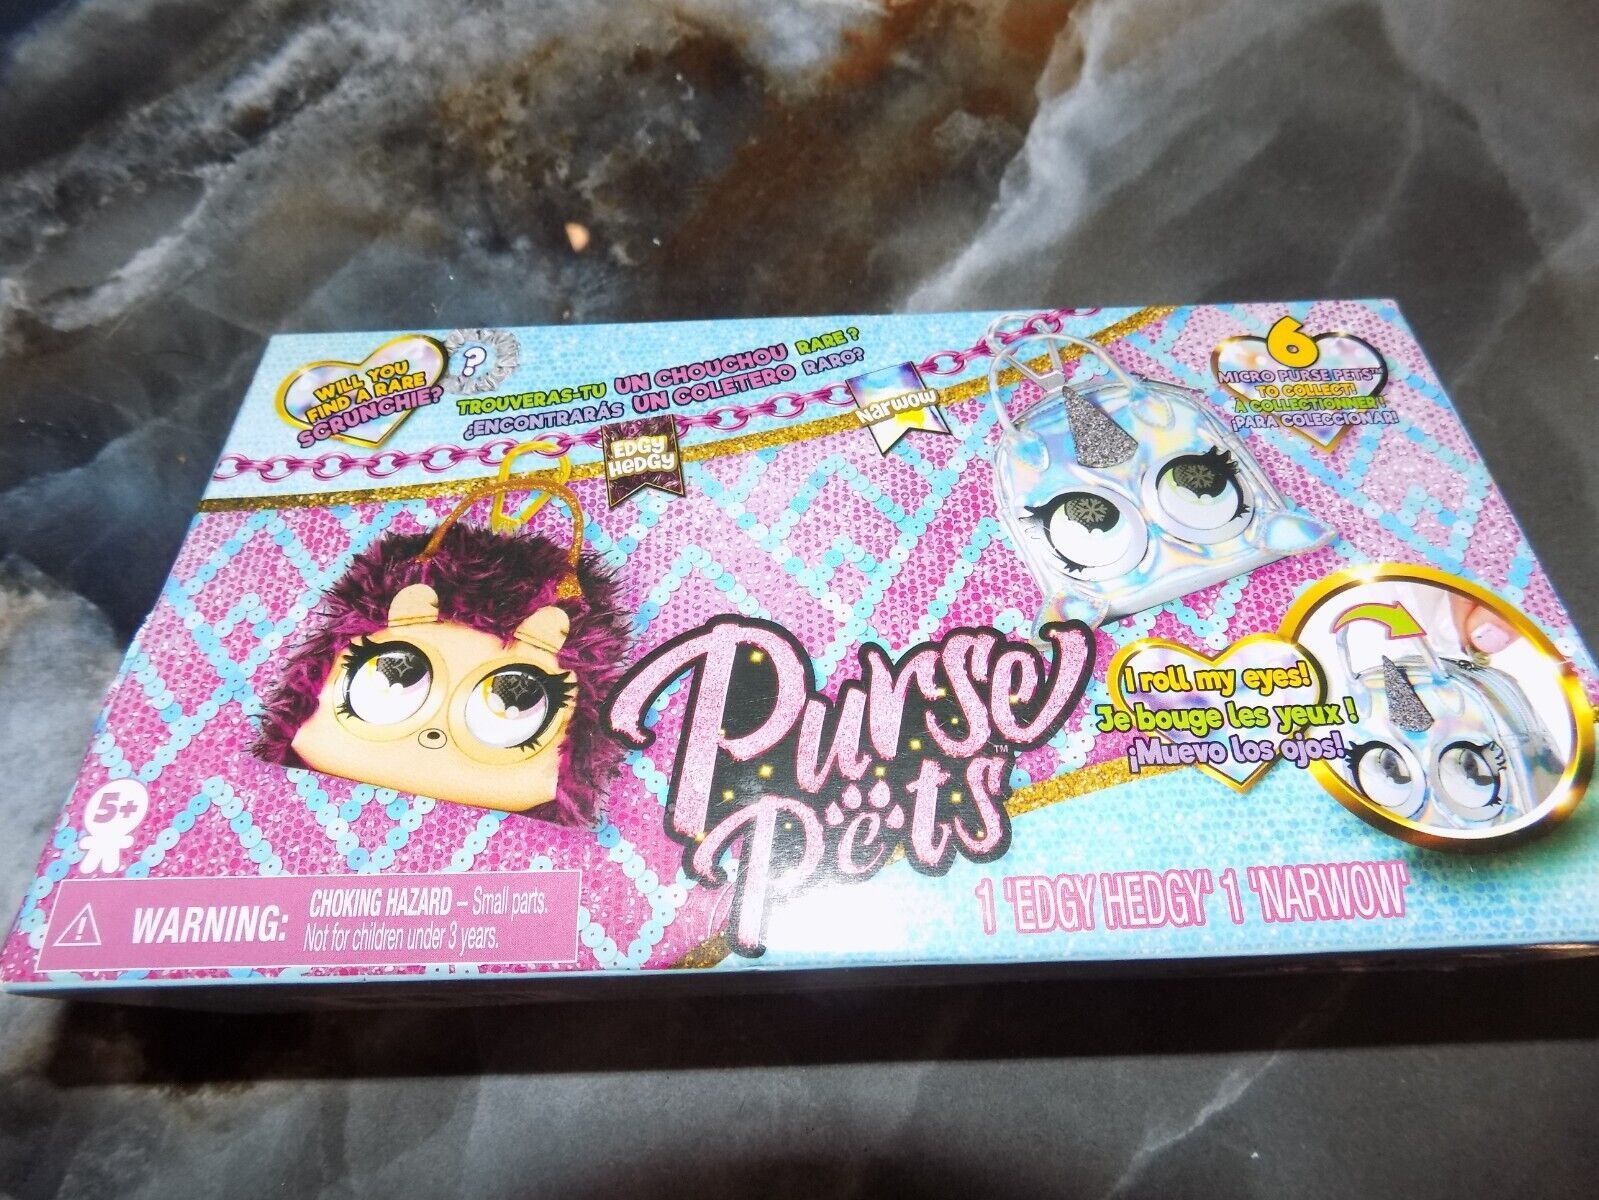 WILL YOU
FIND A RARE
SCRUNCHIE?
?
TROUVERAS-TU UN CHOUCHOU RARE ?
¿ENCONTRARÁS UN COLETERO RARO?
EDGY
HEDGY
Narwow
6
MICRO PURSE PETS™
TO COLLECT!
À COLLECTIONNER !
¡PARA COLECCIONAR!
Purse
Pets™
I roll my eyes!
Je bouge les yeux !
¡Muevo los ojos!
5+
WARNING:
CHOKING HAZARD – Small parts.
Not for children under 3 years.
1 'EDGY HEDGY' 1 'NARWOW'